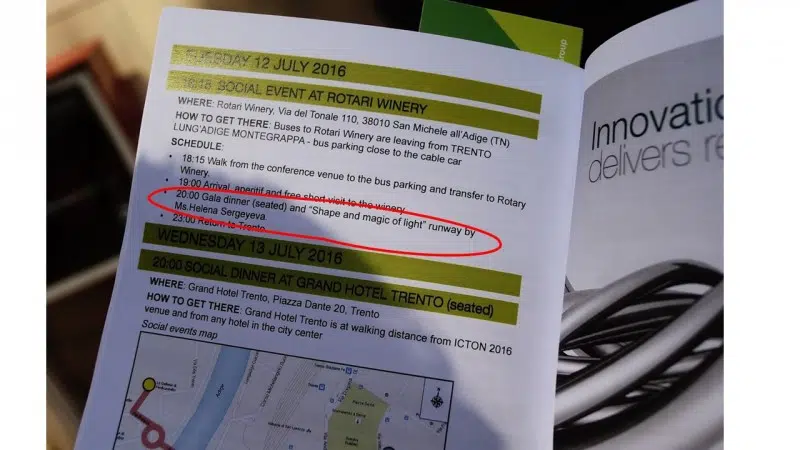 TUESDAY 12 JULY 2016
18:15 SOCIAL EVENT AT ROTARI WINERY
WHERE: Rotari Winery, Via del Tonale 110, 38010 San Michele all'Adige (TN)
HOW TO GET THERE: Buses to Rotari Winery are leaving from TRENTO
LUNG'ADIGE MONTEGRAPPA - bus parking close to the cable car
SCHEDULE:
• 18:15 Walk from the conference venue to the bus parking and transfer to Rotary
Winery.
• 19:00 Arrival, aperitif and free short visit to the winery
• 20:00 Gala dinner (seated) and "Shape and magic of light" runway by
Ms.Helena Sergeyeva.
• 23:00 Return to Trento
WEDNESDAY 13 JULY 2016
20:00 SOCIAL DINNER AT GRAND HOTEL TRENTO (seated)
WHERE: Grand Hotel Trento, Piazza Dante 20, Trento
HOW TO GET THERE: Grand Hotel Trento is at walking distance from ICTON 2016
venue and from any hotel in the city center
Social events map
Adige
Piazza Dante
group
Innovatio
delivers re